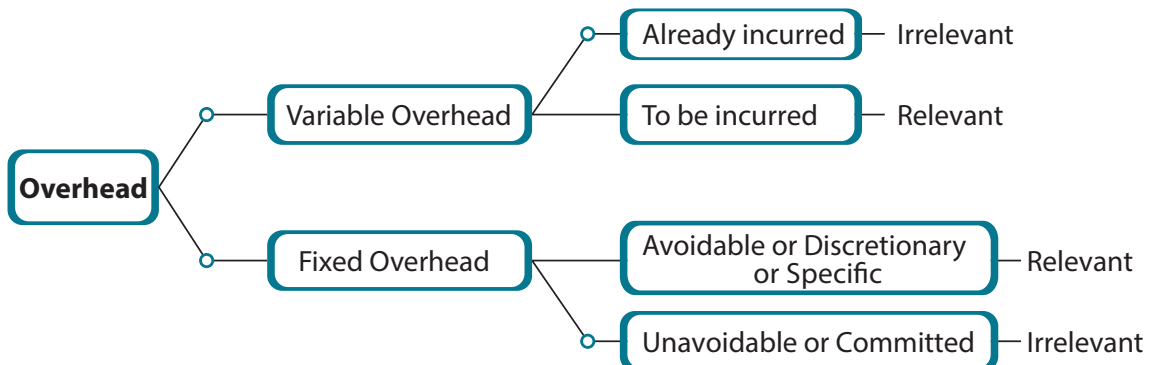 Already incurred
Irrelevant
Variable Overhead
To be incurred
Relevant
Overhead
Fixed Overhead
Avoidable or Discretionary
or Specific
Relevant
Unavoidable or Committed
Irrelevant